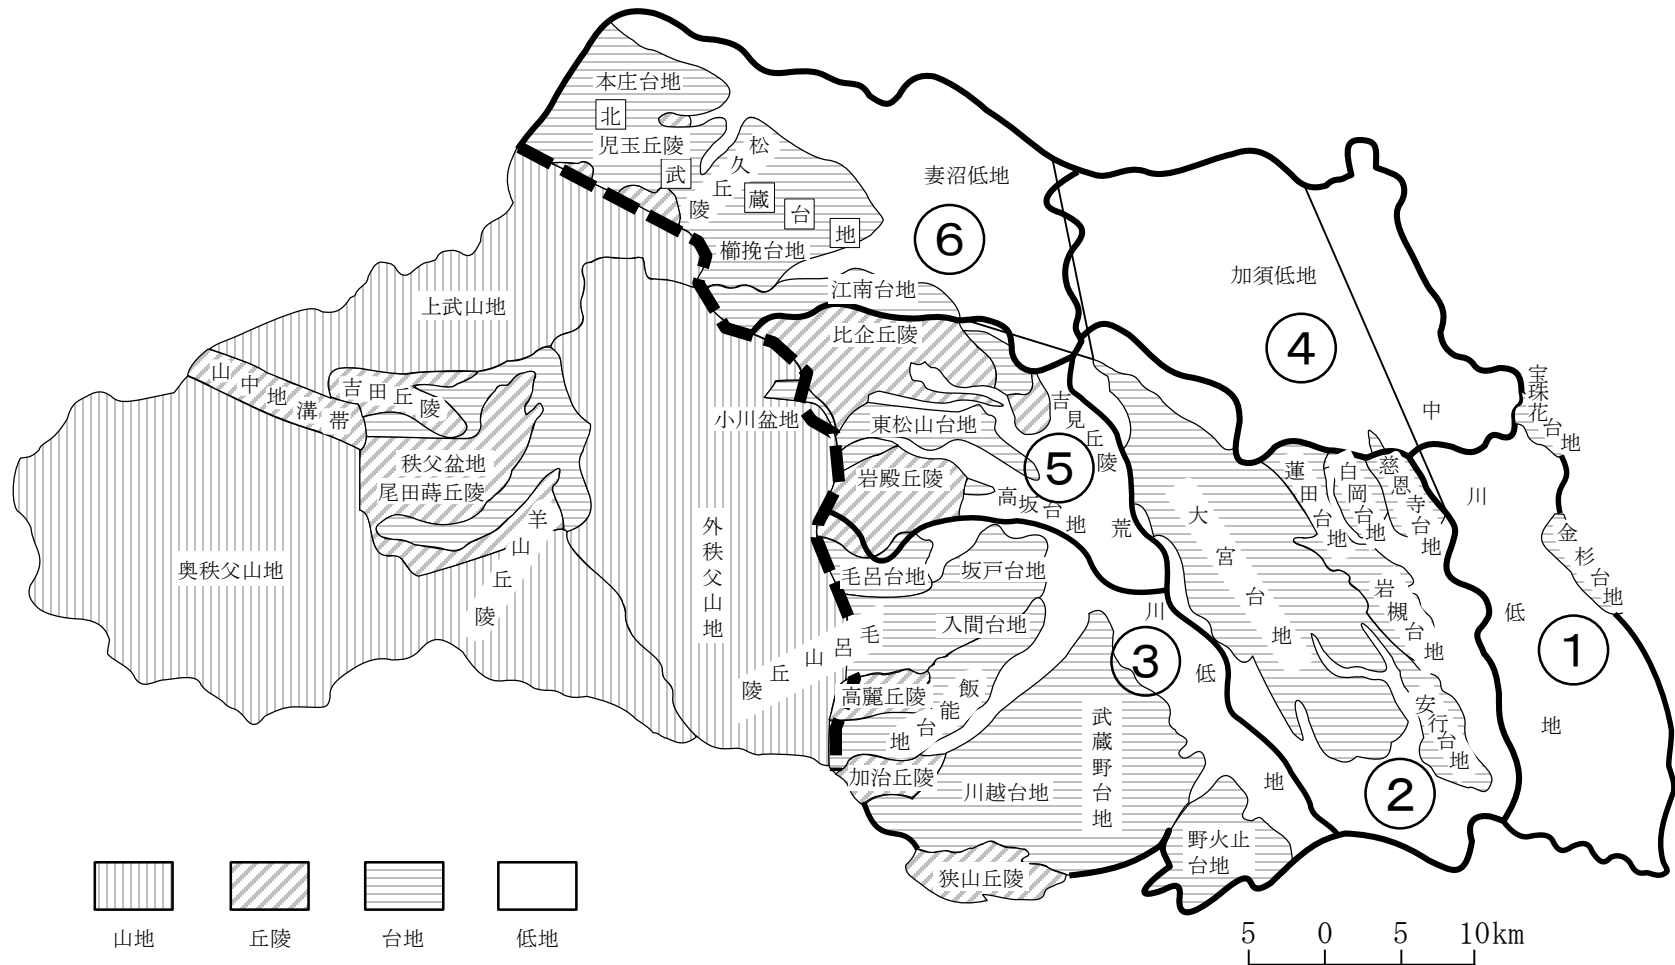 本庄台地
北武蔵台地
児玉丘陵
松久丘陵
櫛挽台地
妻沼低地
⑥
江南台地
上武山地
比企丘陵
加須低地
④
山中地溝帯
吉田丘陵
小川盆地
東松山台地
吉見丘陵
⑤
秩父盆地
尾田蒔丘陵
羊山丘陵
岩殿丘陵
高坂台地
奥秩父山地
外秩父山地
毛呂台地
坂戸台地
入間台地
毛呂山丘陵
高麗丘陵
飯能台地
加治丘陵
川越台地
武蔵野台地
狭山丘陵
野火止
台地
③
荒川低地
大宮台地
蓮田台地
白岡台地
慈恩寺台地
岩槻台地
安行台地
②
中川低地
宝珠花台地
金杉台地
①
山地
丘陵
台地
低地
5 0 5 10km